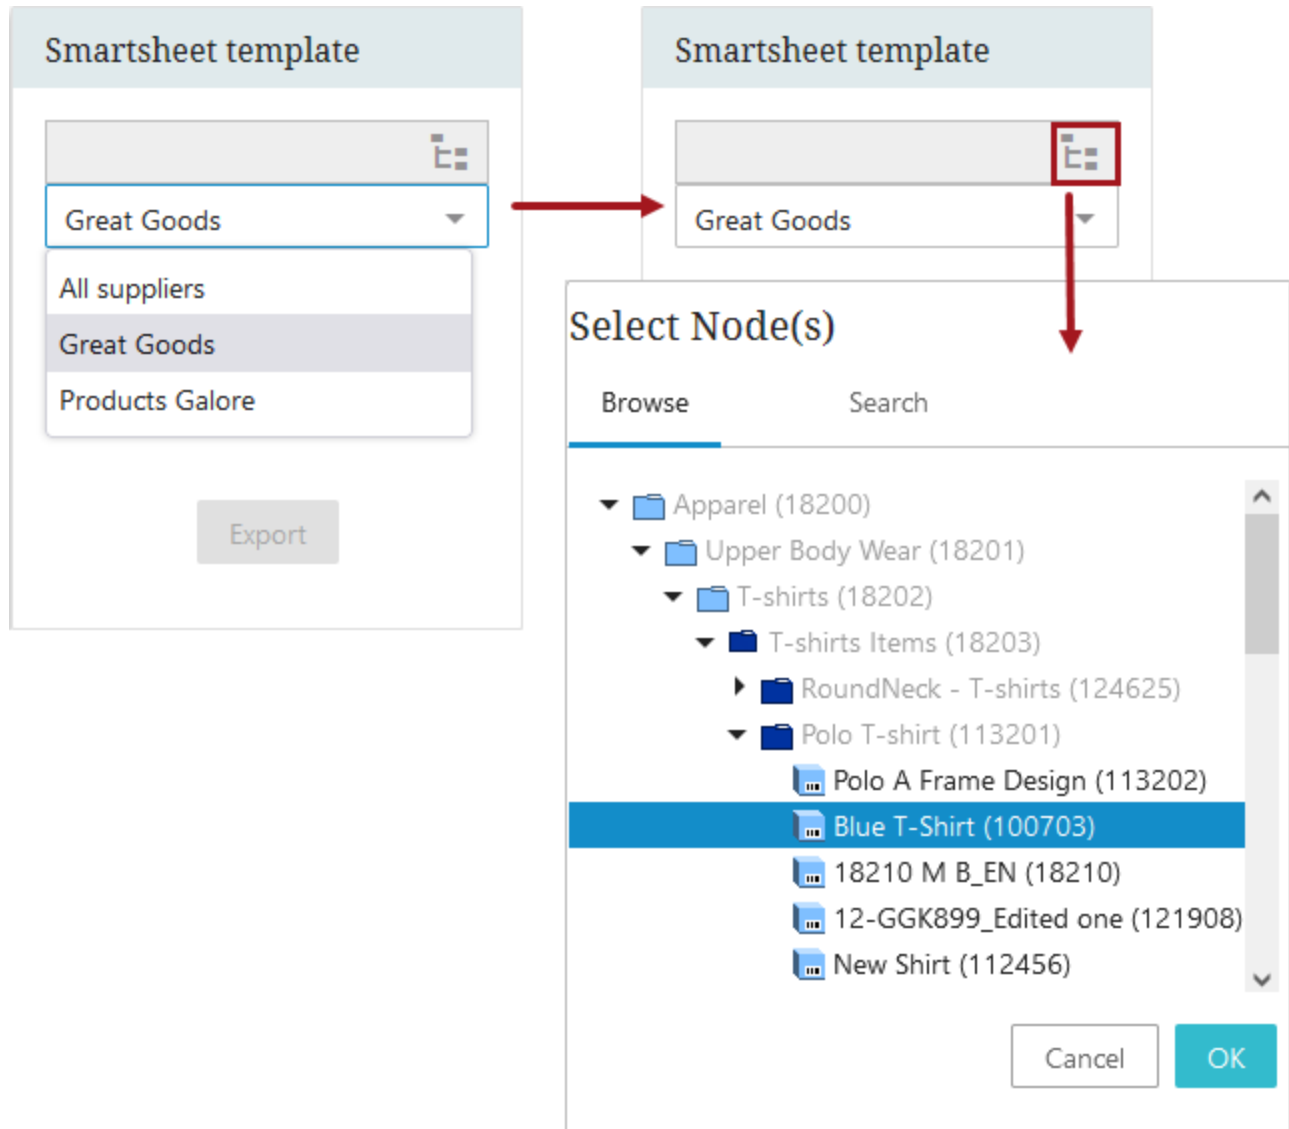 Smartsheet template
Great Goods
All suppliers
Great Goods
Products Galore
Export
Smartsheet template
Great Goods
Select Node(s)
Browse
Search
Apparel (18200)
Upper Body Wear (18201)
T-shirts (18202)
T-shirts Items (18203)
RoundNeck - T-shirts (124625)
Polo T-shirt (113201)
Polo A Frame Design (113202)
Blue T-Shirt (100703)
18210 M B_EN (18210)
12-GGK899_Edited one (121908)
New Shirt (112456)
Cancel
OK